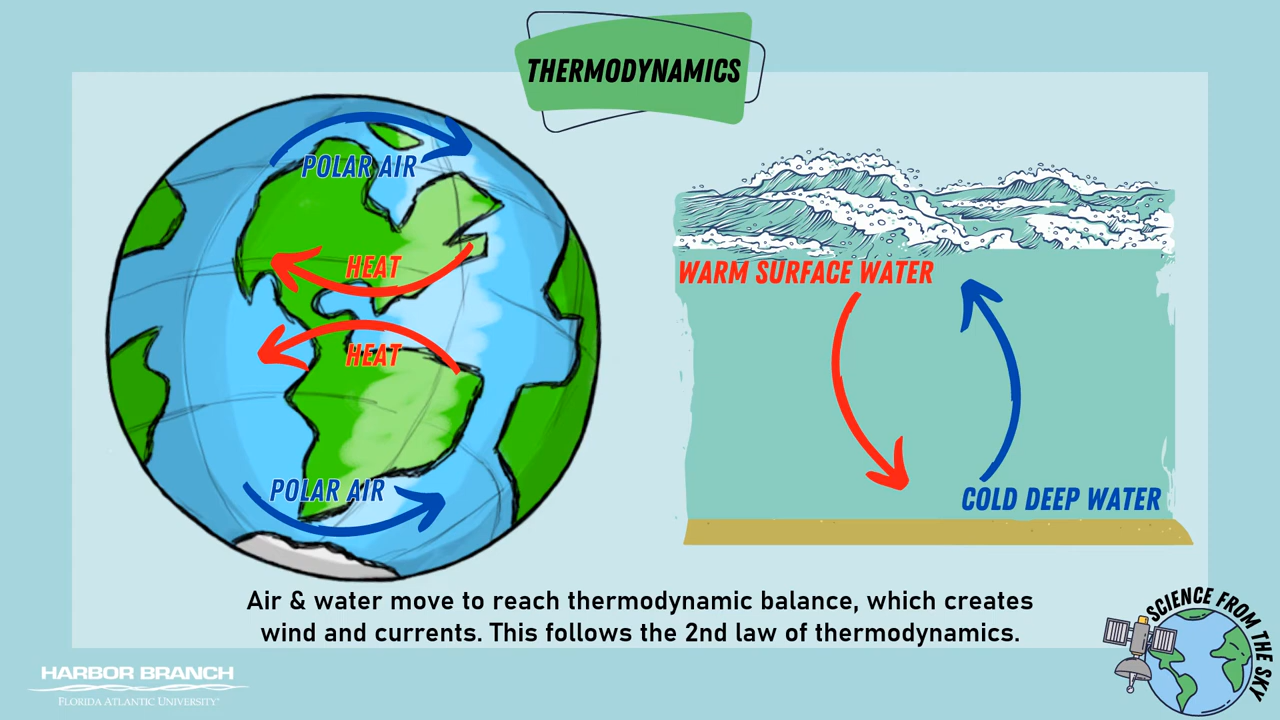 THERMODYNAMICS
POLAR AIR
HEAT
HEAT
POLAR AIR
WARM SURFACE WATER
COLD DEEP WATER
Air & water move to reach thermodynamic balance, which creates
wind and currents. This follows the 2nd law of thermodynamics.
HARBOR BRANCH
FLORIDA ATLANTIC UNIVERSITY
SCIENCE FROM THE SKY